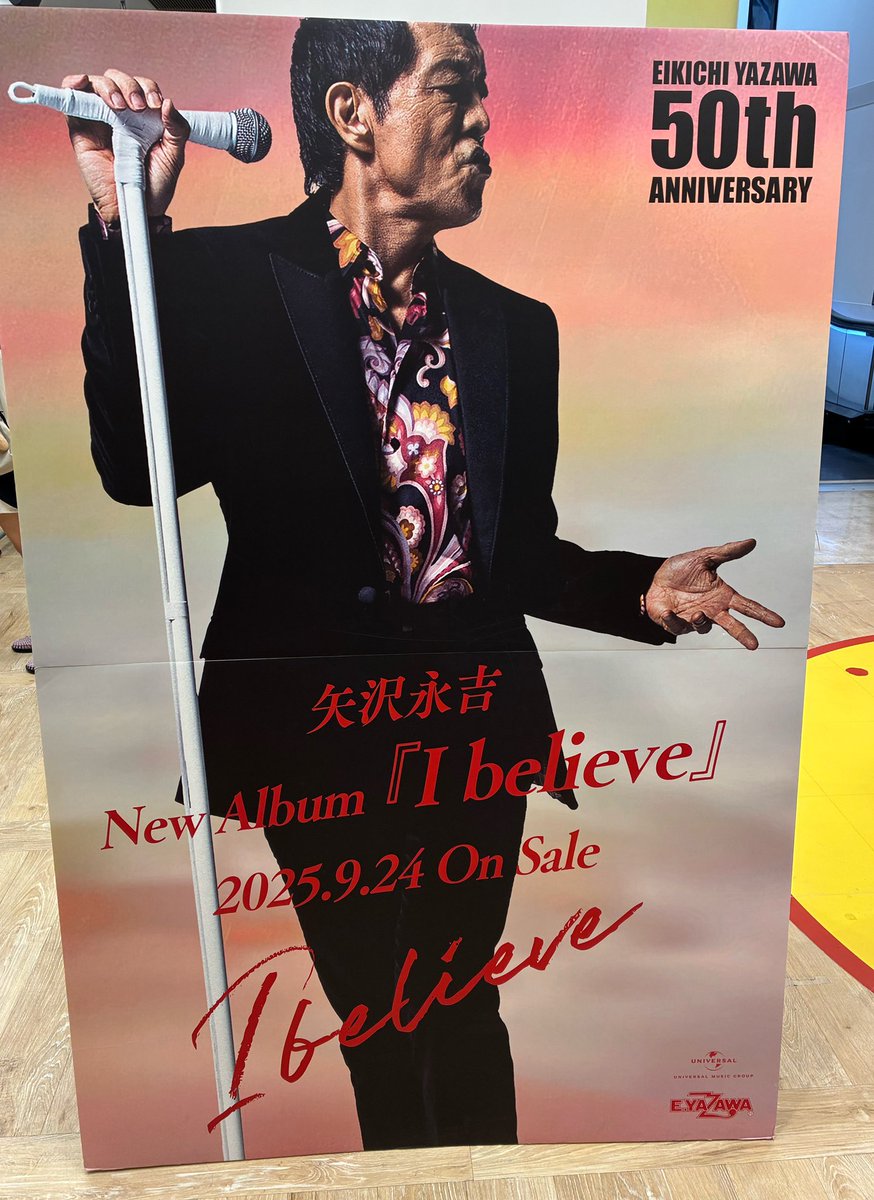 EIKICHI YAZAWA
50th
ANNIVERSARY
矢沢永吉
New Album『I believe』
2025.9.24 On Sale
I believe
UNIVERSAL
UNIVERSAL MUSIC GROUP
E.YAZAWA